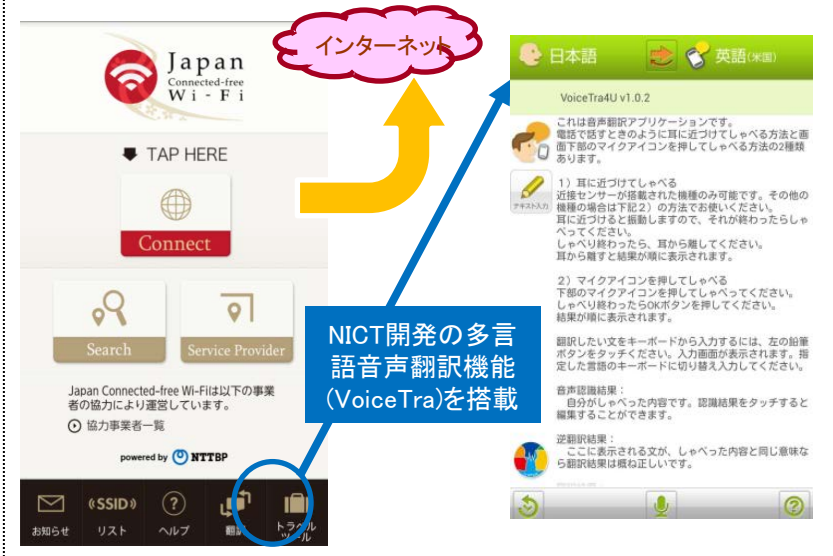 Japan
Connected-free
Wi-Fi
TAP HERE
Connect
Search
Service Provider
Japan Connected-free Wi-Fiは以下の事業
者の協力により運営しています。
協力事業者一覧
powered by NTTBP
お知らせ
《SSID》
リスト
?
ヘルプ
翻訳
トラベル
ツール
インターネット
NICT開発の多言
語音声翻訳機能
(VoiceTra)を搭載
日本語
英語(米国)
VoiceTra4U v1.0.2
これは音声翻訳アプリケーションです。
電話で話すときのように耳に近づけてしゃべる方法と画
面下部のマイクアイコンを押してしゃべる方法の2種類
あります。
テキスト入力
1）耳に近づけてしゃべる
近接センサーが搭載された機種のみ可能です。その他の
機種の場合は下記2）の方法でお使いください。
耳に近づけると振動しますので、それが終わったらしゃ
べってください。
しゃべり終わったら、耳から離してください。
耳から離すと結果が順に表示されます。
2）マイクアイコンを押してしゃべる
下部のマイクアイコンを押してしゃべってください。
しゃべり終わったらOKボタンを押してください。
結果が順に表示されます。
翻訳したい文をキーボードから入力するには、左の鉛筆
ボタンをタッチください。入力画面が表示されます。指
定した言語のキーボードに切り替え入力してください。
音声認識結果：
自分がしゃべった内容です。認識結果をタッチすると
編集することができます。
逆翻訳結果：
ここに表示される文が、しゃべった内容と同じ意味な
ら翻訳結果は概ね正しいです。
?